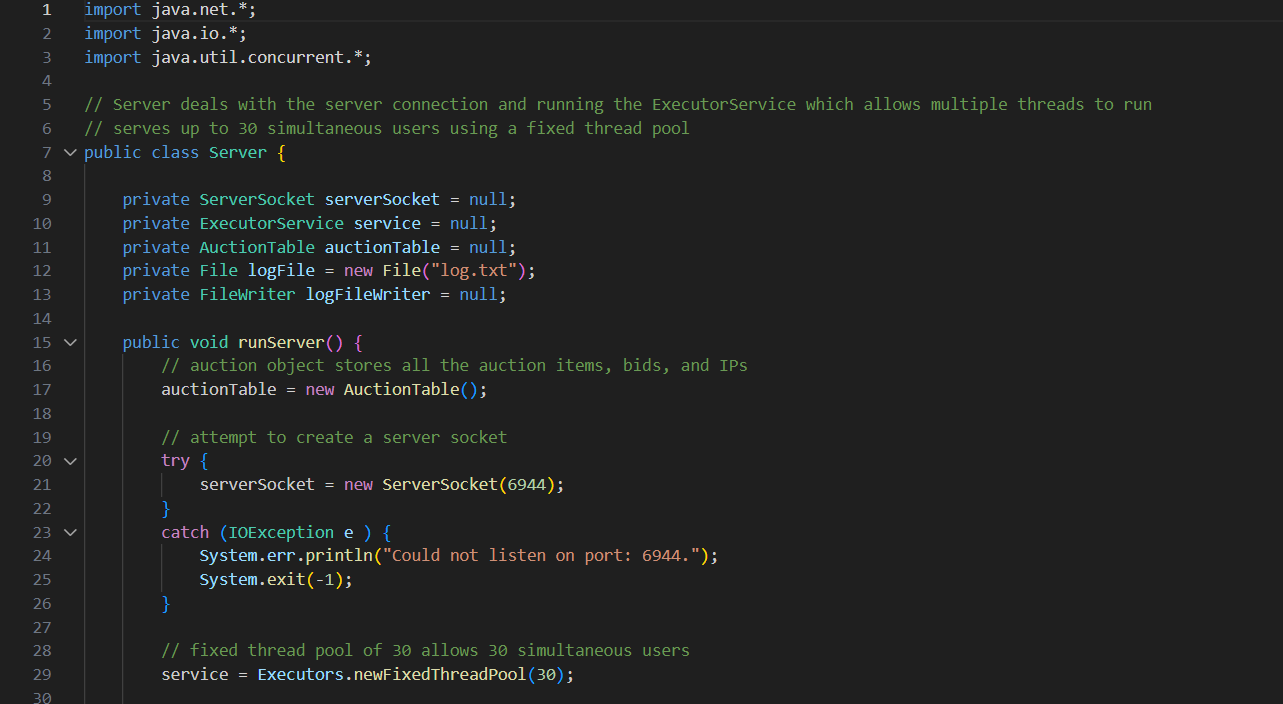 1 import java.net.*;
2 import java.io.*;
3 import java.util.concurrent.*;
4
5 // Server deals with the server connection and running the ExecutorService which allows multiple threads to run
6 // serves up to 30 simultaneous users using a fixed thread pool
7 public class Server {
8
9     private ServerSocket serverSocket = null;
10     private ExecutorService service = null;
11     private AuctionTable auctionTable = null;
12     private File logFile = new File("log.txt");
13     private FileWriter logFileWriter = null;
14
15     public void runServer() {
16         // auction object stores all the auction items, bids, and IPs
17         auctionTable = new AuctionTable();
18
19         // attempt to create a server socket
20         try {
21             serverSocket = new ServerSocket(6944);
22         }
23         catch (IOException e ) {
24             System.err.println("Could not listen on port: 6944.");
25             System.exit(-1);
26         }
27
28         // fixed thread pool of 30 allows 30 simultaneous users
29         service = Executors.newFixedThreadPool(30);
30